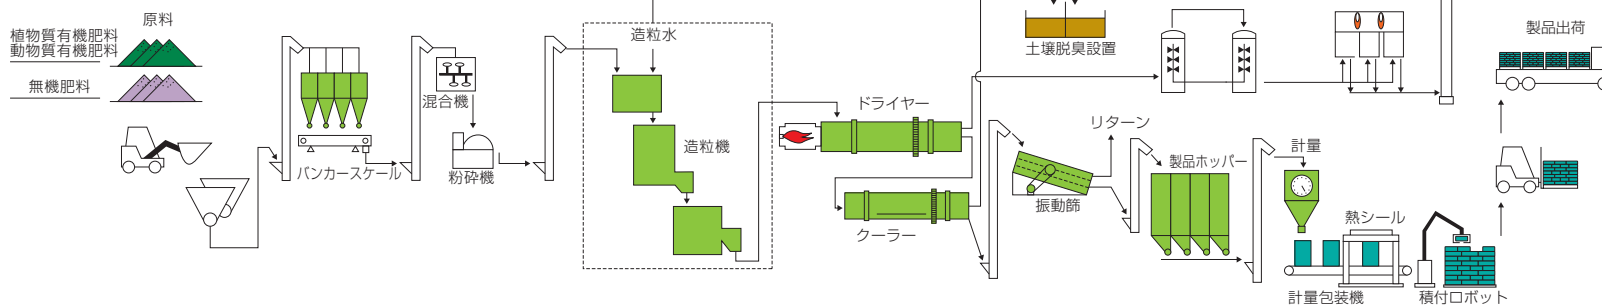 原料
植物質有機肥料
動物質有機肥料
無機肥料
バンカースケール
混合機
粉砕機
造粒水
造粒機
ドライヤー
クーラー
土壌脱臭設置
振動篩
リターン
製品ホッパー
計量
熱シール
計量包装機
積付ロボット
製品出荷